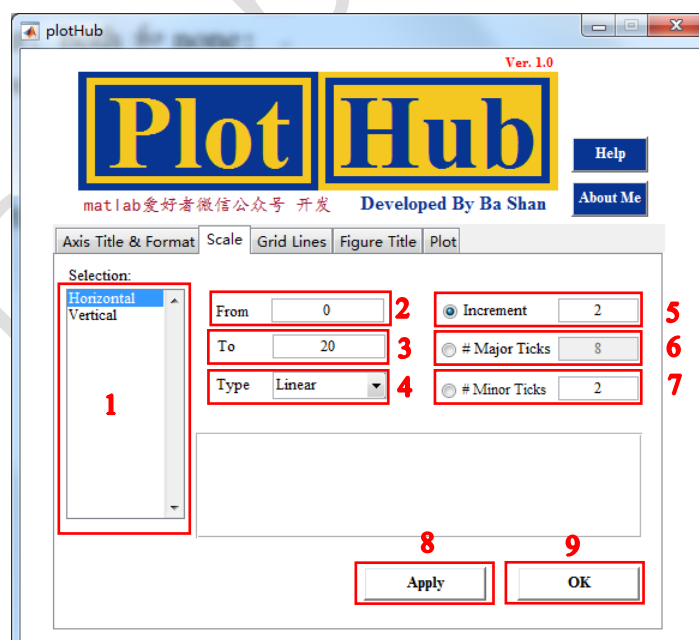 plotHub
Ver. 1.0
Plot Hub
Help
matlab爱好者微信公众号 开发
Developed By Ba Shan
About Me
Axis Title & Format
Scale
Grid Lines
Figure Title
Plot
Selection:
Horizontal
Vertical
1
From 0 2
To 20 3
Type Linear 4
Increment 2 5
# Major Ticks 8 6
# Minor Ticks 2 7
8
9
Apply
OK